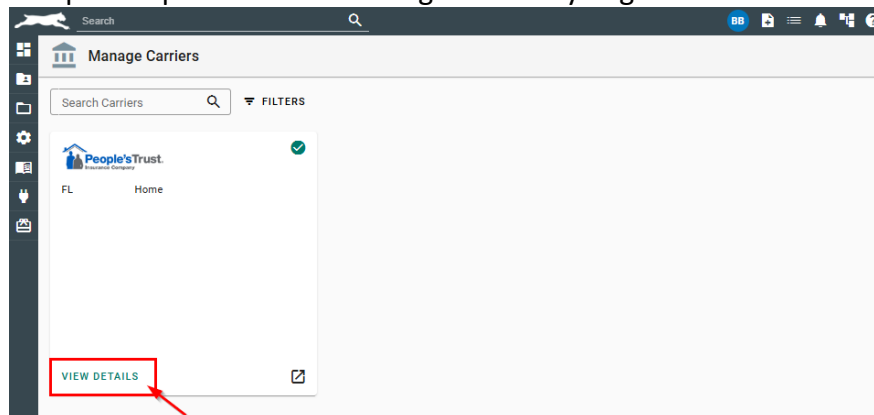 Search
BB
Manage Carriers
Search Carriers
FILTERS
People'sTrust.
Insurance Company
FL Home
VIEW DETAILS